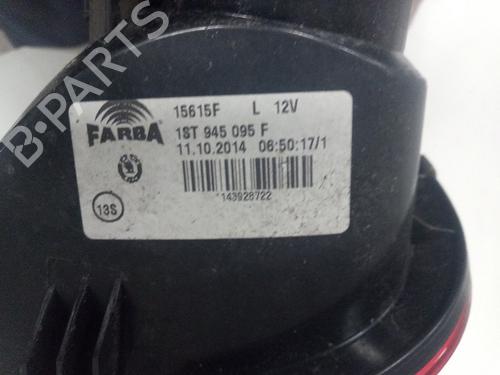 B-PARTS
FARBA
15615F L 12V
1ST 945 095 F
11.10.2014 06:50:17/1
143928722
13S